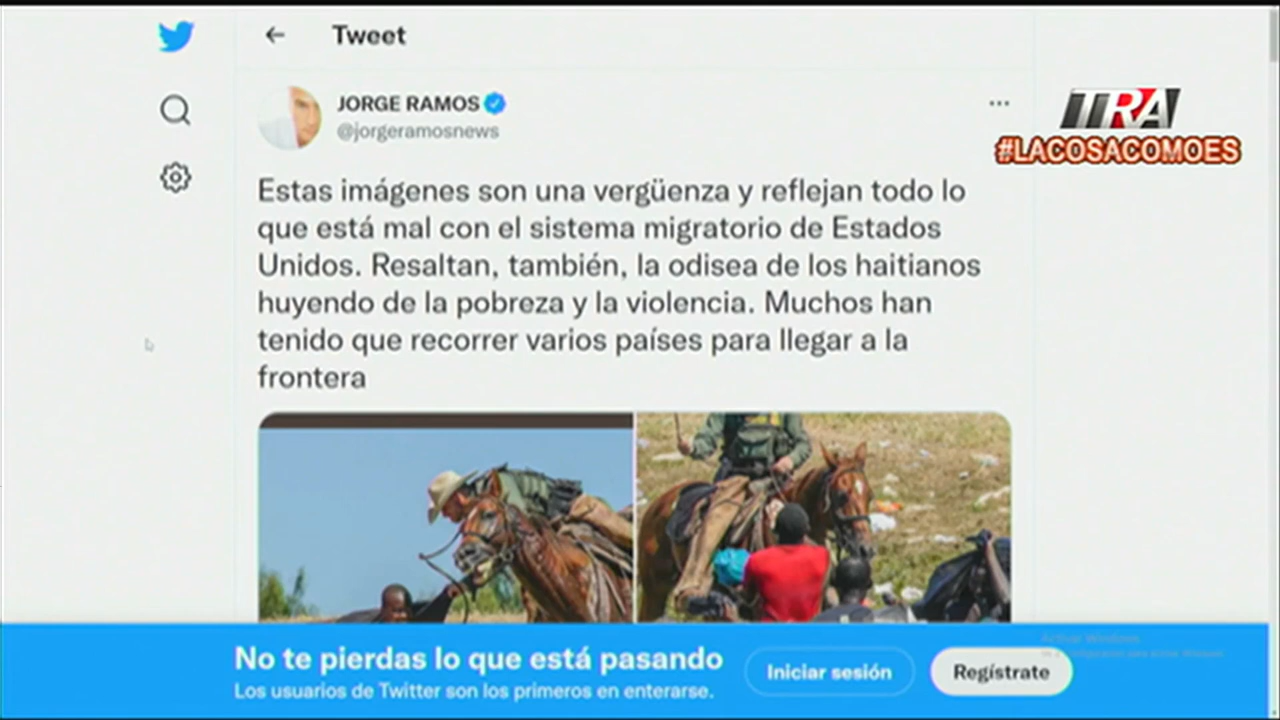 Tweet
JORGE RAMOS
@jorgeramosnews
TRA
#LACOSACOMOES
Estas imágenes son una vergüenza y reflejan todo lo
que está mal con el sistema migratorio de Estados
Unidos. Resaltan, también, la odisea de los haitianos
huyendo de la pobreza y la violencia. Muchos han
tenido que recorrer varios países para llegar a la
frontera
No te pierdas lo que está pasando
Los usuarios de Twitter son los primeros en enterarse.
Iniciar sesión
Regístrate
Activar Windows